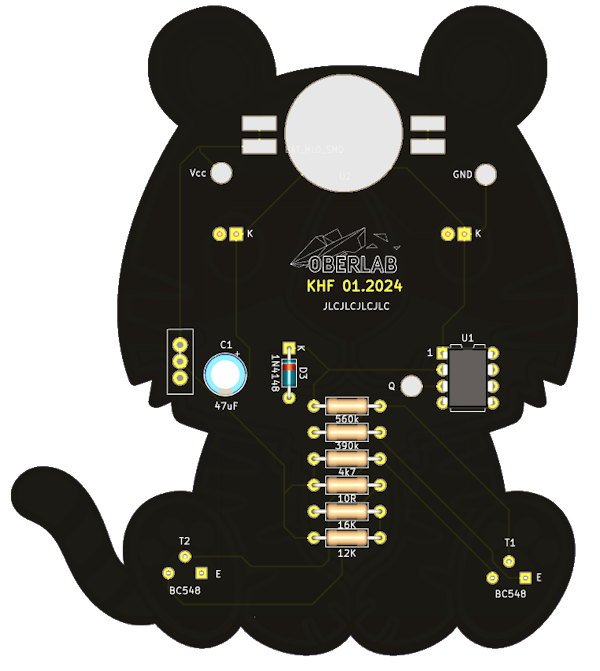 Vcc
GND
K
K
OBERLAB
KHF 01.2024
JLCJLCJLCJLC
C1
+
47uF
K
1N4148
D3
U1
1
Q
560k
390k
4k7
10R
16K
12K
T2
E
BC548
T1
E
BC548